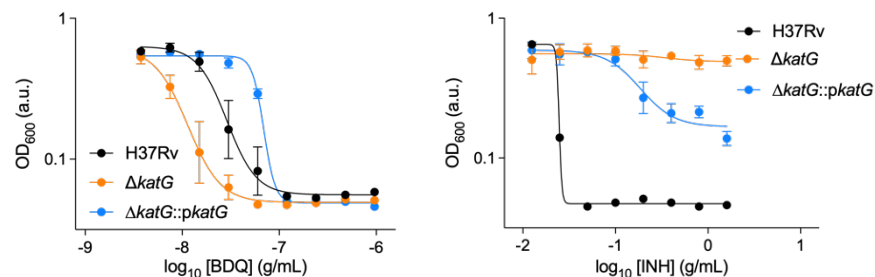 1
OD₆₀₀ (a.u.)
0.1
H37Rv
ΔkatG
ΔkatG::pkatG
-9 -8 -7 -6
log₁₀ [BDQ] (g/mL)
1
OD₆₀₀ (a.u.)
0.1
H37Rv
ΔkatG
ΔkatG::pkatG
-2 -1 0 1
log₁₀ [INH] (g/mL)